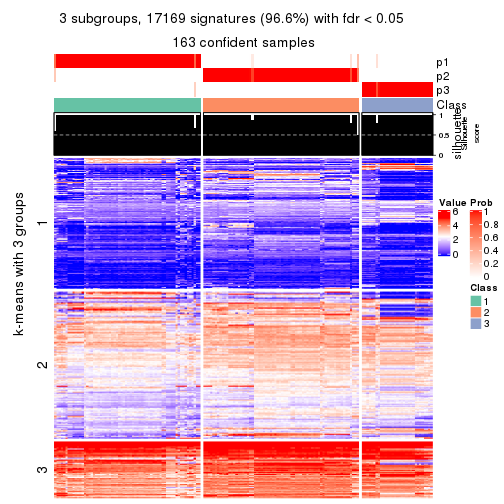 3 subgroups, 17169 signatures (96.6%) with fdr < 0.05
163 confident samples
p1
p2
p3
Class
1
0.5
0
silhouette
Silhouette
score
k-means with 3 groups
1
2
3
Value
6
4
2
0
Prob
1
0.8
0.6
0.4
0.2
0
Class
1
2
3